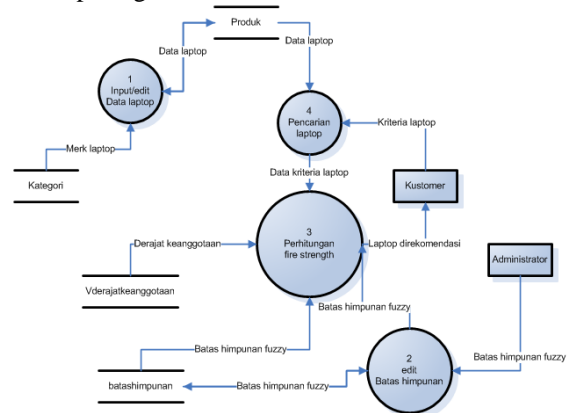 Produk
Data laptop
Data laptop
1
Input/edit
Data laptop
4
Pencarian
laptop
Kriteria laptop
Merk laptop
Data kriteria laptop
Kategori
Kustomer
3
Perhitungan
fire strength
Derajat keanggotaan
Laptop direkomendasi
Administrator
Vderajatkeanggotaan
Batas himpunan fuzzy
Batas himpunan fuzzy
Batas himpunan fuzzy
2
edit
Batas himpunan
batashimpunan
Batas himpunan fuzzy